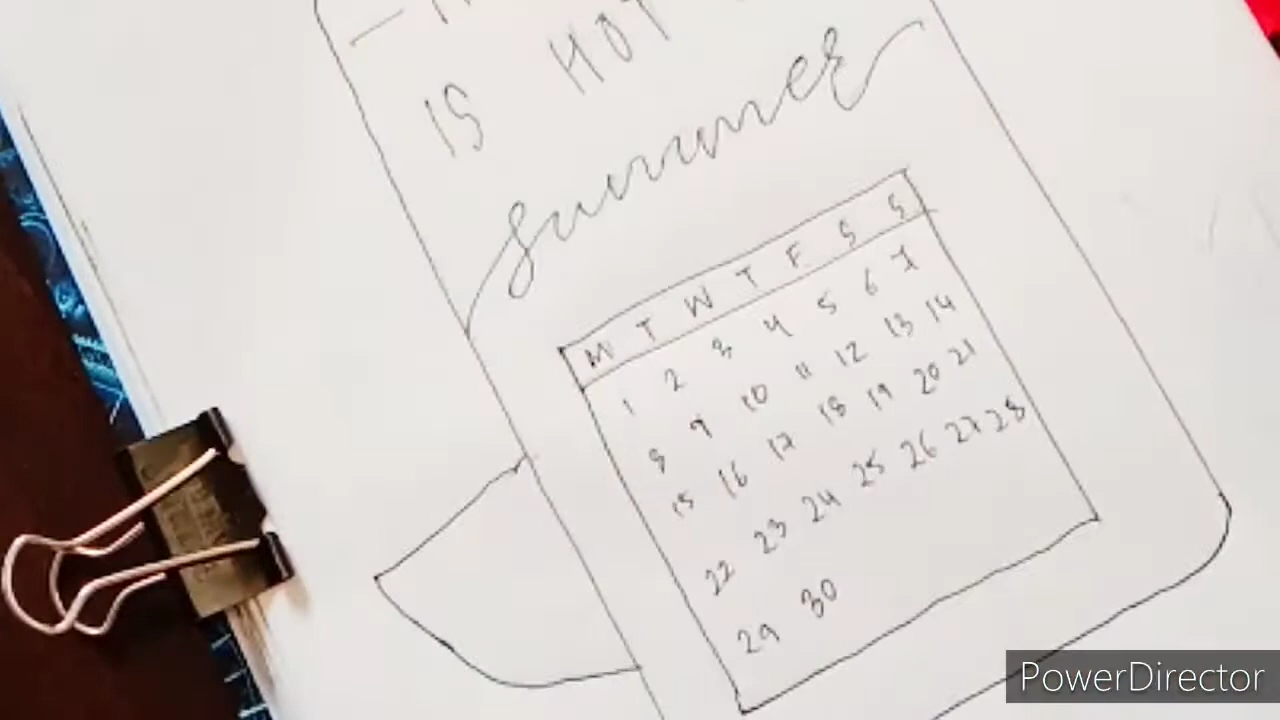 IS HOT
summer
M T W T F S S
1 2 3 4 5 6 7
8 9 10 11 12 13 14
15 16 17 18 19 20 21
22 23 24 25 26 27 28
29 30
PowerDirector